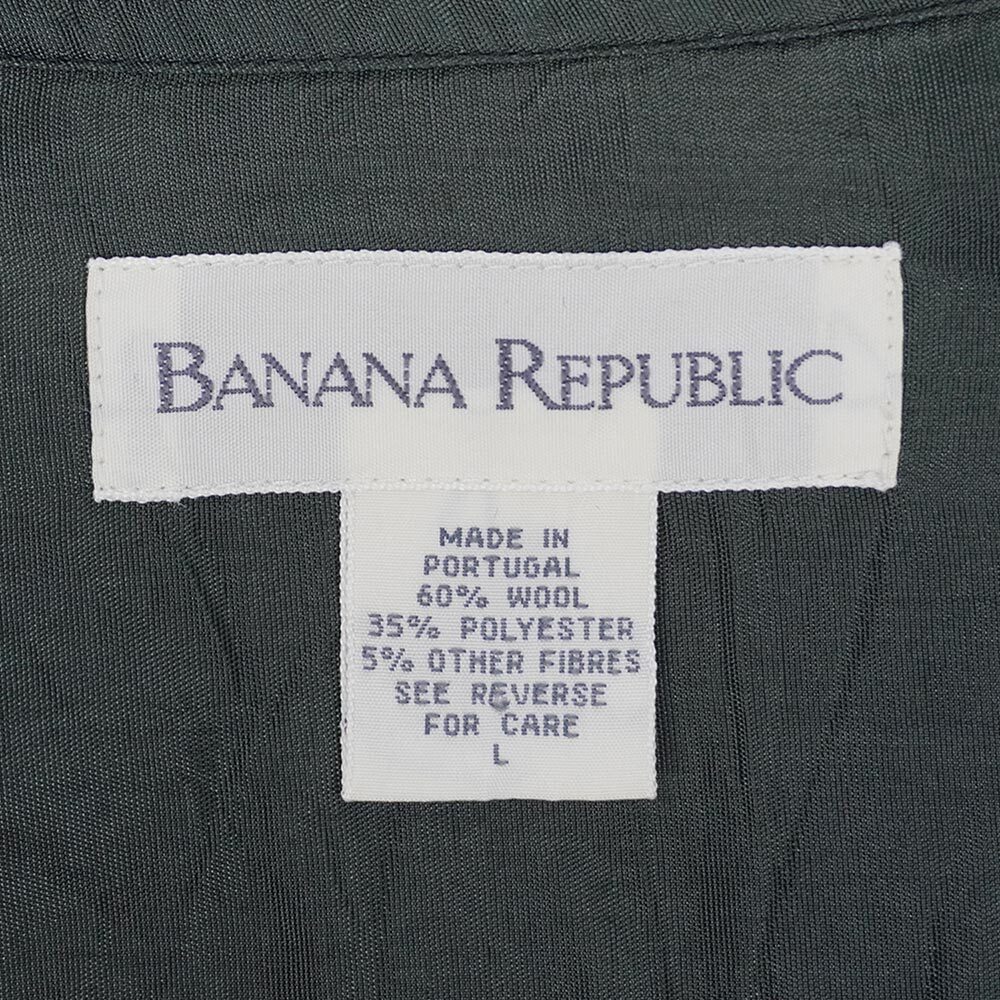 BANANA REPUBLIC
MADE IN
PORTUGAL
60% WOOL
35% POLYESTER
5% OTHER FIBRES
SEE REVERSE
FOR CARE
L